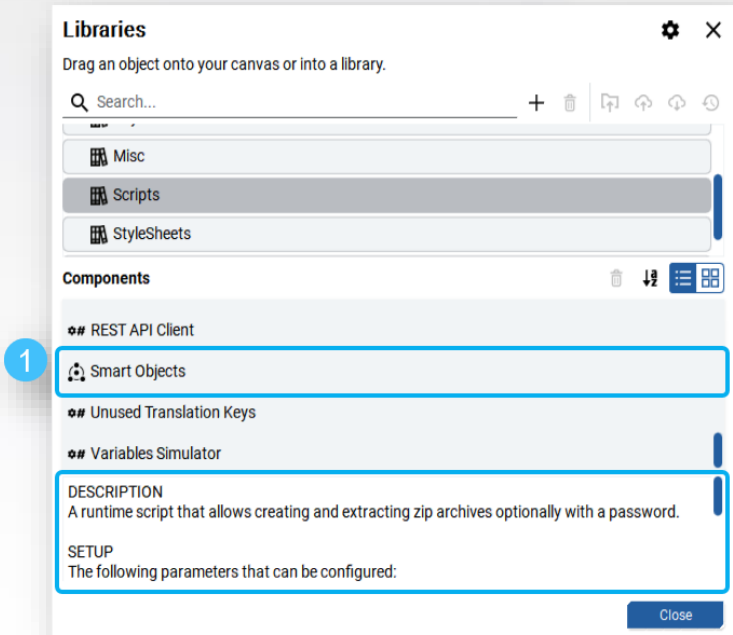 Libraries
Drag an object onto your canvas or into a library.
Search...
Misc
Scripts
StyleSheets
Components
REST API Client
1
Smart Objects
Unused Translation Keys
Variables Simulator
DESCRIPTION
A runtime script that allows creating and extracting zip archives optionally with a password.
SETUP
The following parameters that can be configured:
Close